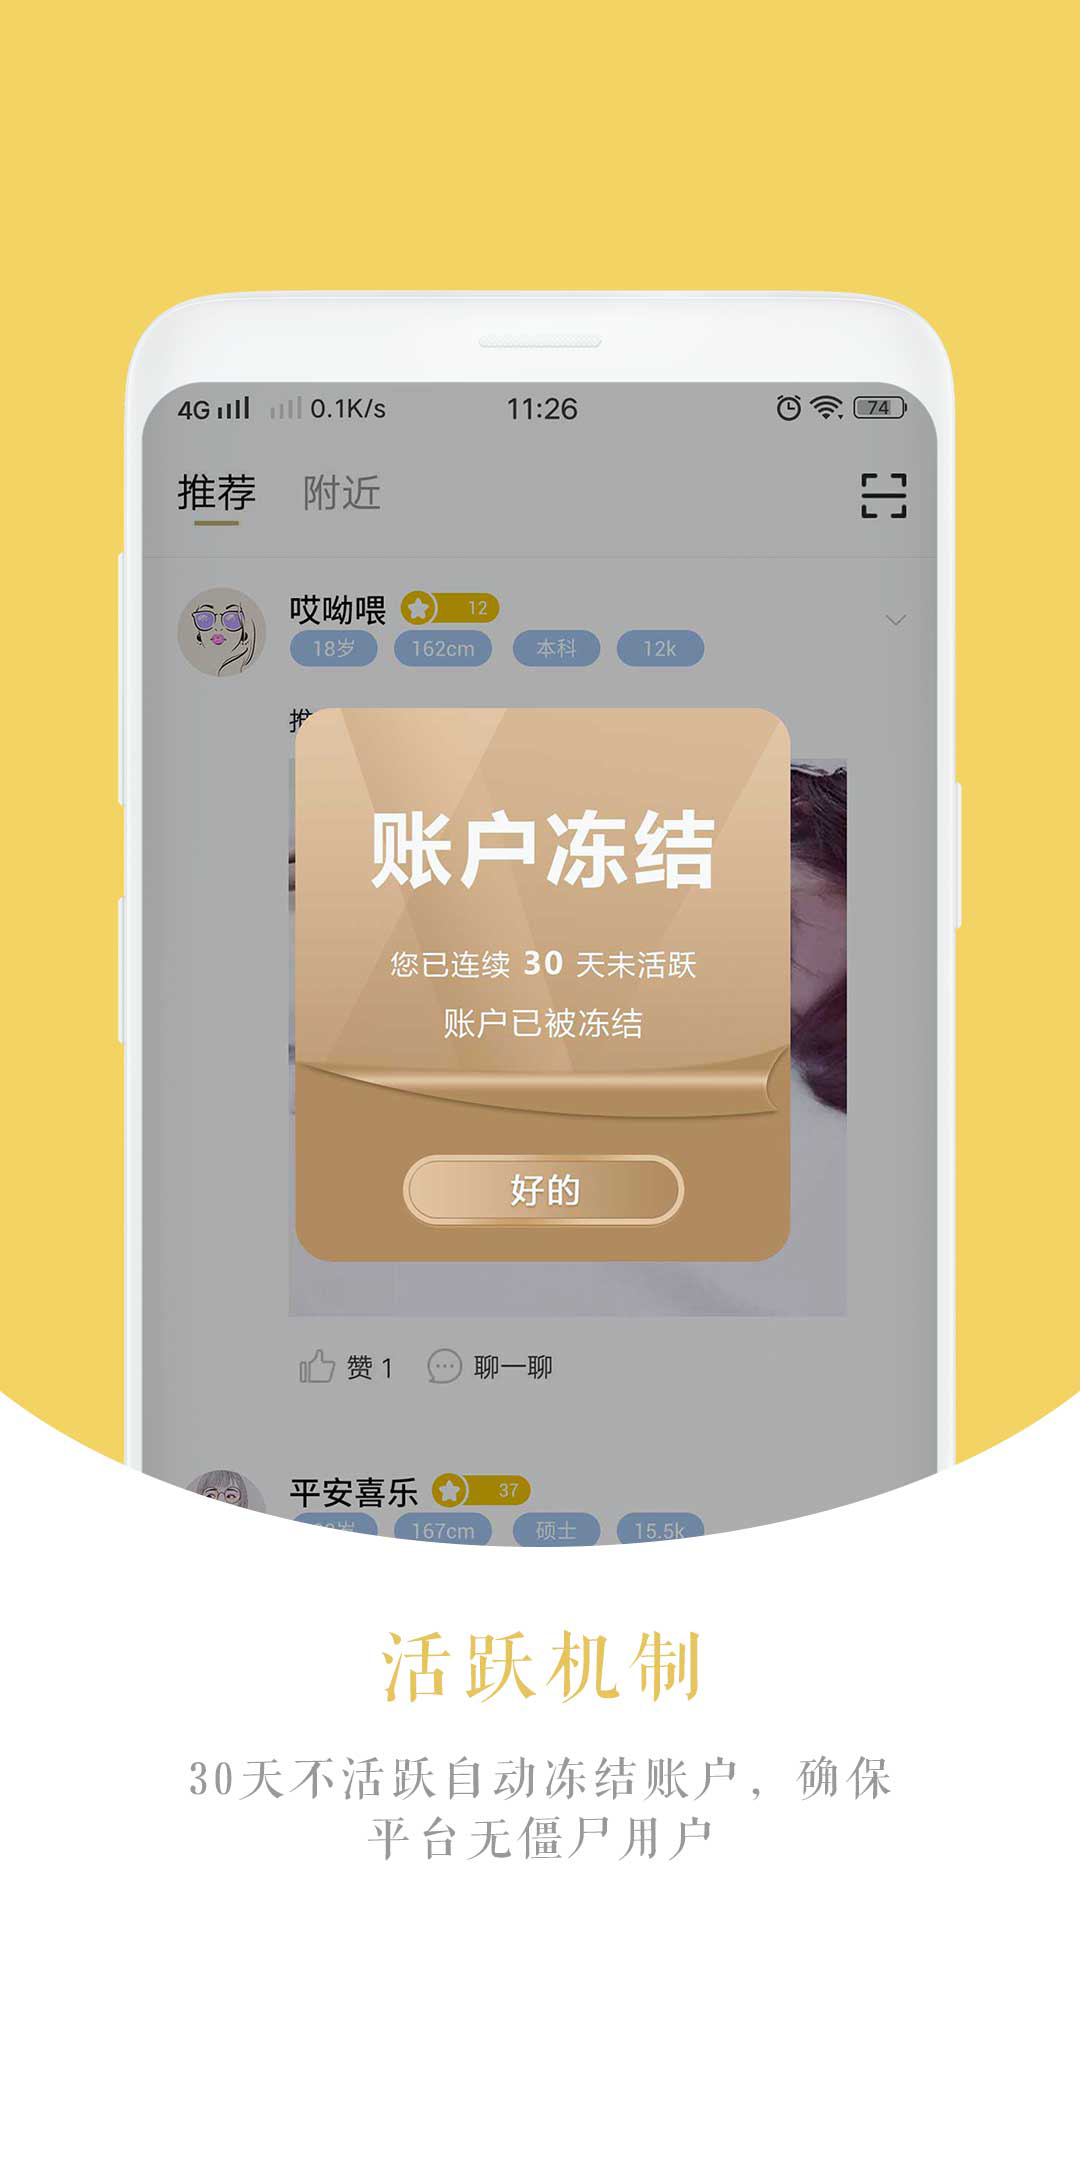 4G 0.1K/s 11:26 74
推荐 附近
哎呦喂 12
18岁 162cm 本科 12k
账户冻结
您已连续 30 天未活跃
账户已被冻结
好的
赞 1 聊一聊
平安喜乐 37
167cm 硕士 15.5k
活跃机制
30天不活跃自动冻结账户，确保
平台无僵尸用户